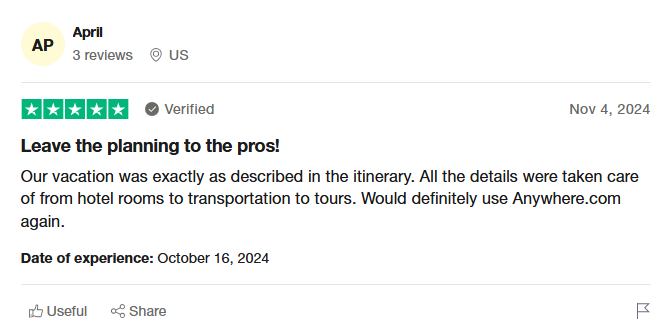 AP
April
3 reviews US
Verified Nov 4, 2024
Leave the planning to the pros!
Our vacation was exactly as described in the itinerary. All the details were taken care
of from hotel rooms to transportation to tours. Would definitely use Anywhere.com
again.
Date of experience: October 16, 2024
Useful Share